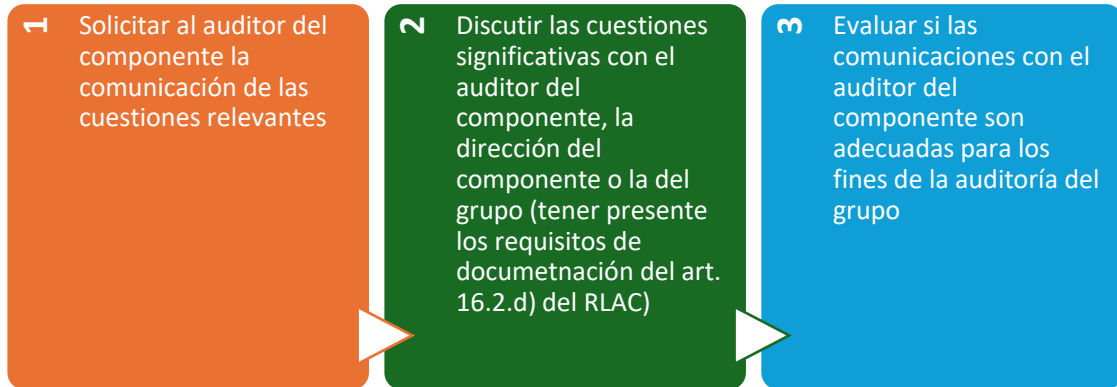 1
Solicitar al auditor del
componente la
comunicación de las
cuestiones relevantes
2
Discutir las cuestiones
significativas con el
auditor del
componente, la
dirección del
componente o la del
grupo (tener presente
los requisitos de
documetnación del art.
16.2.d) del RLAC)
3
Evaluar si las
comunicaciones con el
auditor del
componente son
adecuadas para los
fines de la auditoría del
grupo